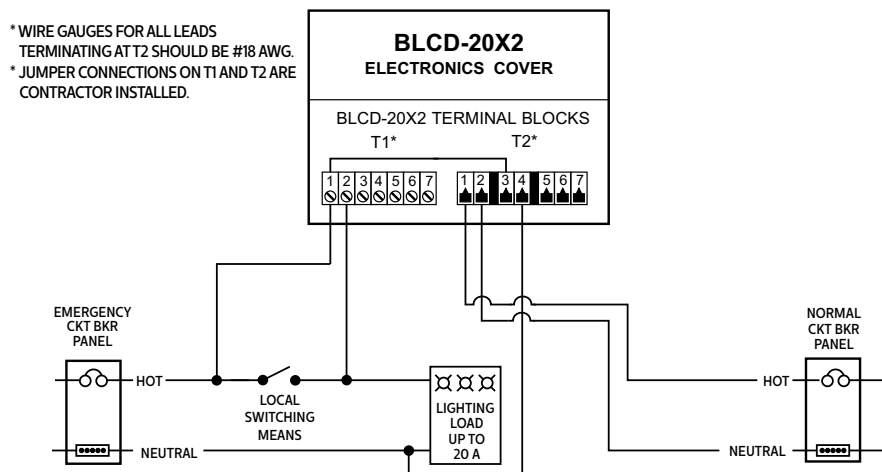 * WIRE GAUGES FOR ALL LEADS
TERMINATING AT T2 SHOULD BE #18 AWG.
* JUMPER CONNECTIONS ON T1 AND T2 ARE
CONTRACTOR INSTALLED.
BLCD-20X2
ELECTRONICS COVER
BLCD-20X2 TERMINAL BLOCKS
T1* T2*
1 2 3 4 5 6 7 1 2 3 4 5 6 7
EMERGENCY
CKT BKR
PANEL
HOT
NEUTRAL
LOCAL
SWITCHING
MEANS
LIGHTING
LOAD
UP TO
20 A
NORMAL
CKT BKR
PANEL
HOT
NEUTRAL